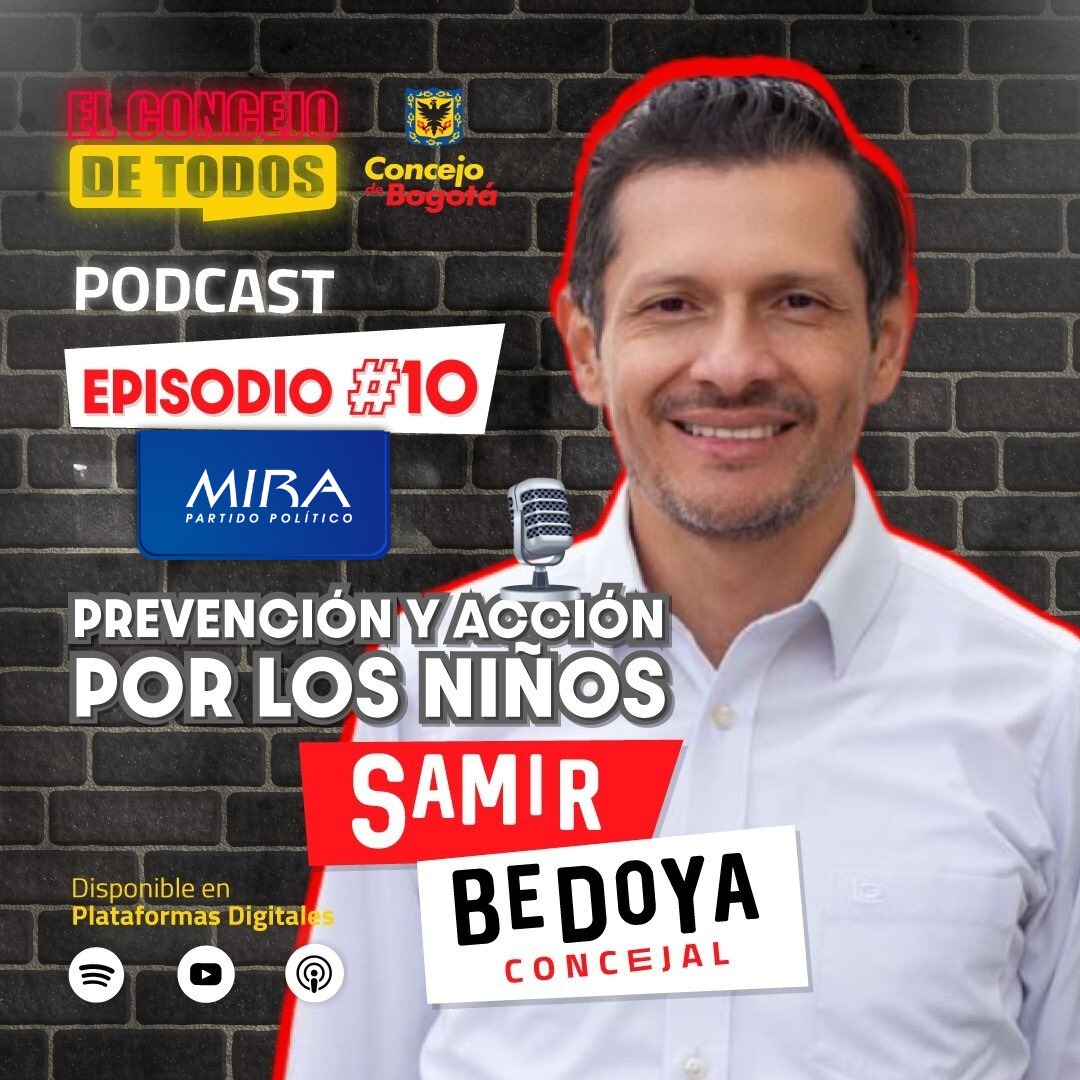 EL CONCEJO
DE TODOS
Concejo
de Bogotá
PODCAST
EPISODIO #10
MIRA
PARTIDO POLÍTICO
PREVENCIÓN Y ACCIÓN
POR LOS NIÑOS
SAMIR
BEDOYA
CONCEJAL
Disponible en
Plataformas Digitales